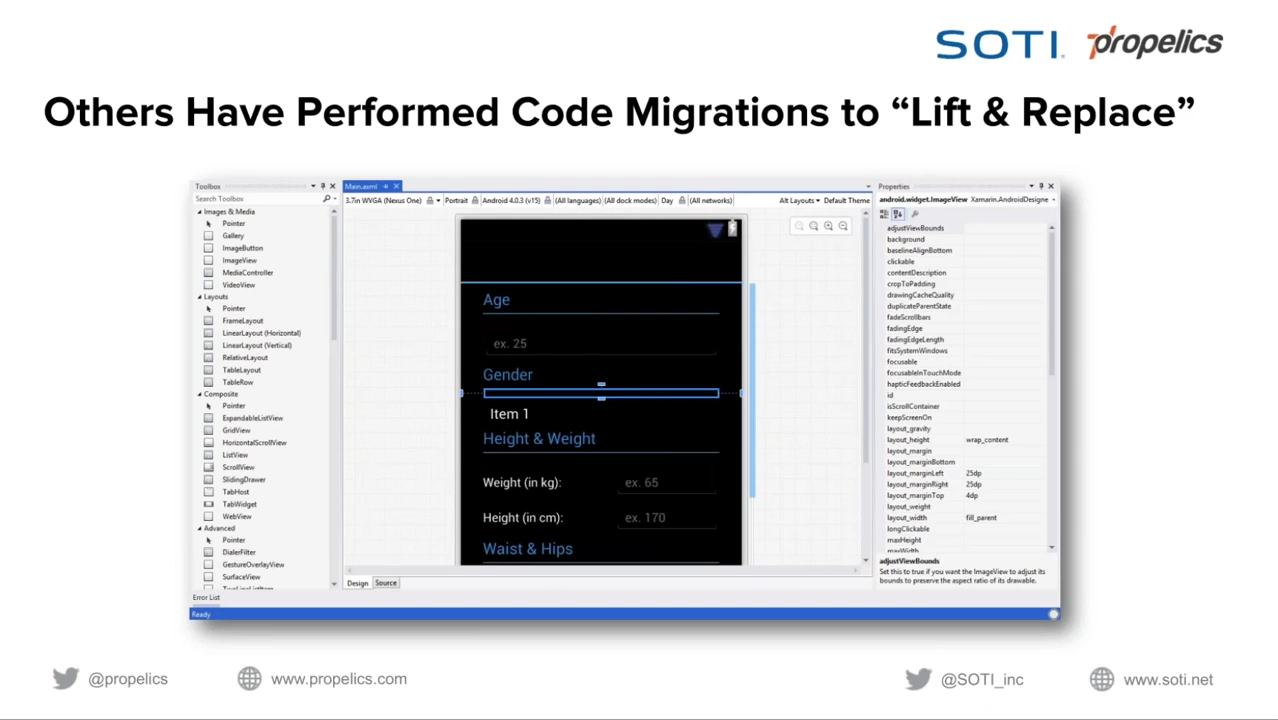 SOTI
propelics
Others Have Performed Code Migrations to “Lift & Replace”
Toolbox
Search Toolbox
Images & Media
Pointer
Gallery
ImageButton
ImageView
MediaController
VideoView
Layouts
Pointer
FrameLayout
LinearLayout (Horizontal)
LinearLayout (Vertical)
RelativeLayout
TableLayout
TableRow
Composite
Pointer
ExpandableListView
GridView
HorizontalScrollView
ListView
ScrollView
SlidingDrawer
TabHost
TabWidget
WebView
Advanced
Pointer
DialerFilter
GestureOverlayView
SurfaceView
Error List
Ready
Main.axml
3.7in WVGA (Nexus One) Portrait Android 4.0.3 (v15) (All languages) (All dock modes) Day (All networks) Alt Layouts Default Theme
Age
ex. 25
Gender
Item 1
Height & Weight
Weight (in kg): ex. 65
Height (in cm): ex. 170
Waist & Hips
Design Source
Properties
android.widget.ImageView Xamarin.AndroidDesigne
adjustViewBounds
background
baselineAlignBottom
clickable
contentDescription
cropToPadding
drawingCacheQuality
duplicateParentState
fadeScrollbars
fadingEdge
fadingEdgeLength
fitsSystemWindows
focusable
focusableInTouchMode
hapticFeedbackEnabled
id
isScrollContainer
keepScreenOn
layout_gravity
layout_height wrap_content
layout_margin
layout_marginBottom
layout_marginLeft 25dp
layout_marginRight 25dp
layout_marginTop 4dp
layout_weight
layout_width fill_parent
longClickable
maxHeight
maxWidth
adjustViewBounds
Set this to true if you want the ImageView to adjust its
bounds to preserve the aspect ratio of its drawable.
@propelics
www.propelics.com
@SOTI_inc
www.soti.net